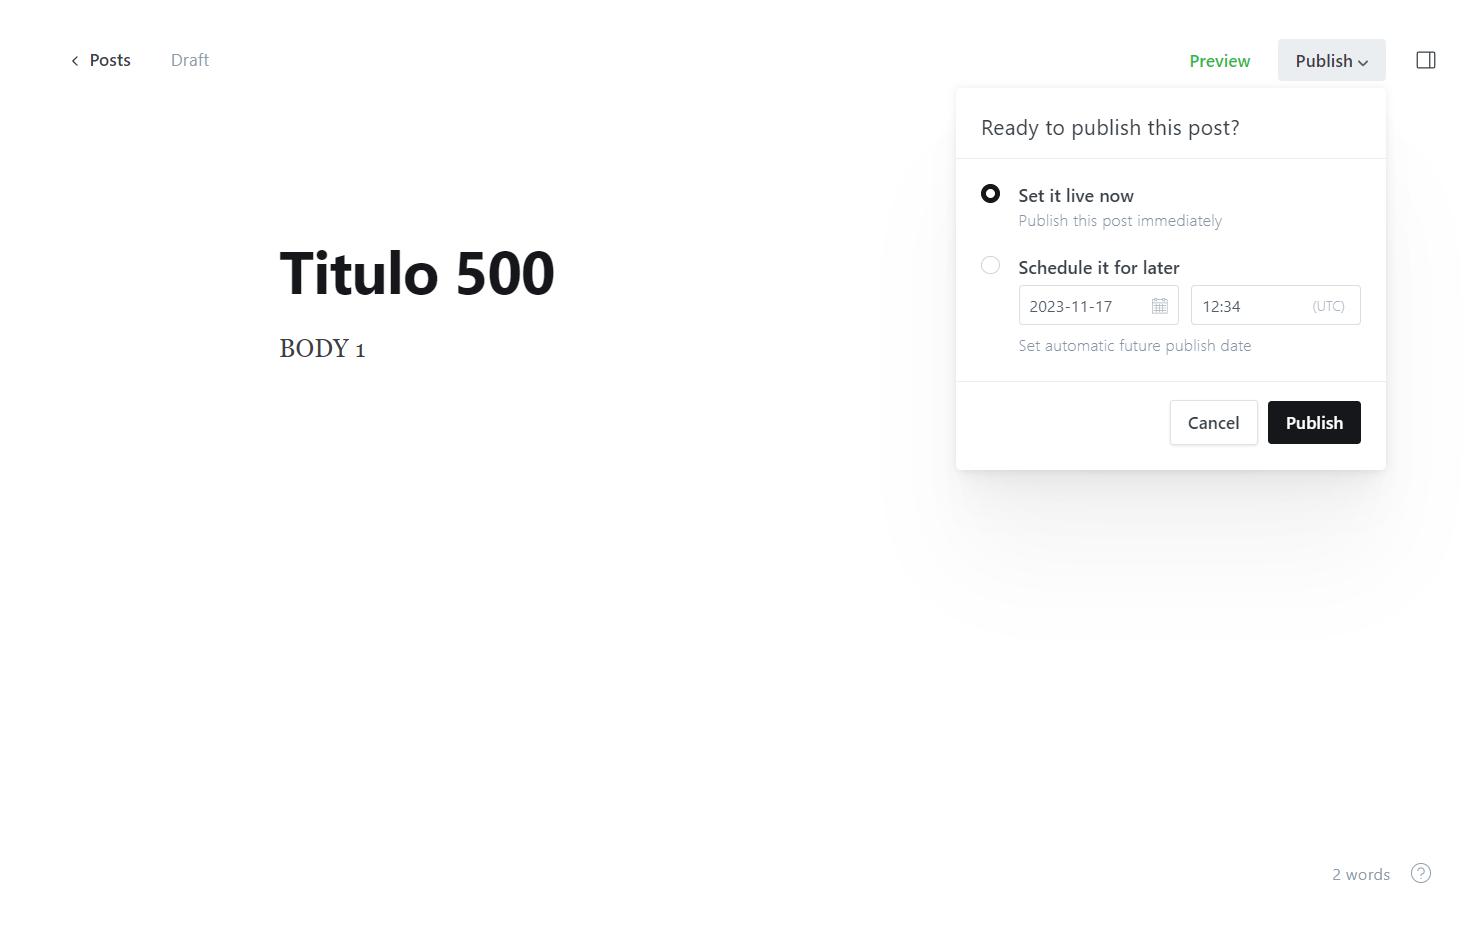 Posts
Draft
Preview
Publish
Ready to publish this post?
Set it live now
Publish this post immediately
Schedule it for later
2023-11-17
12:34
(UTC)
Set automatic future publish date
Cancel
Publish
Titulo 500
BODY 1
2 words
?